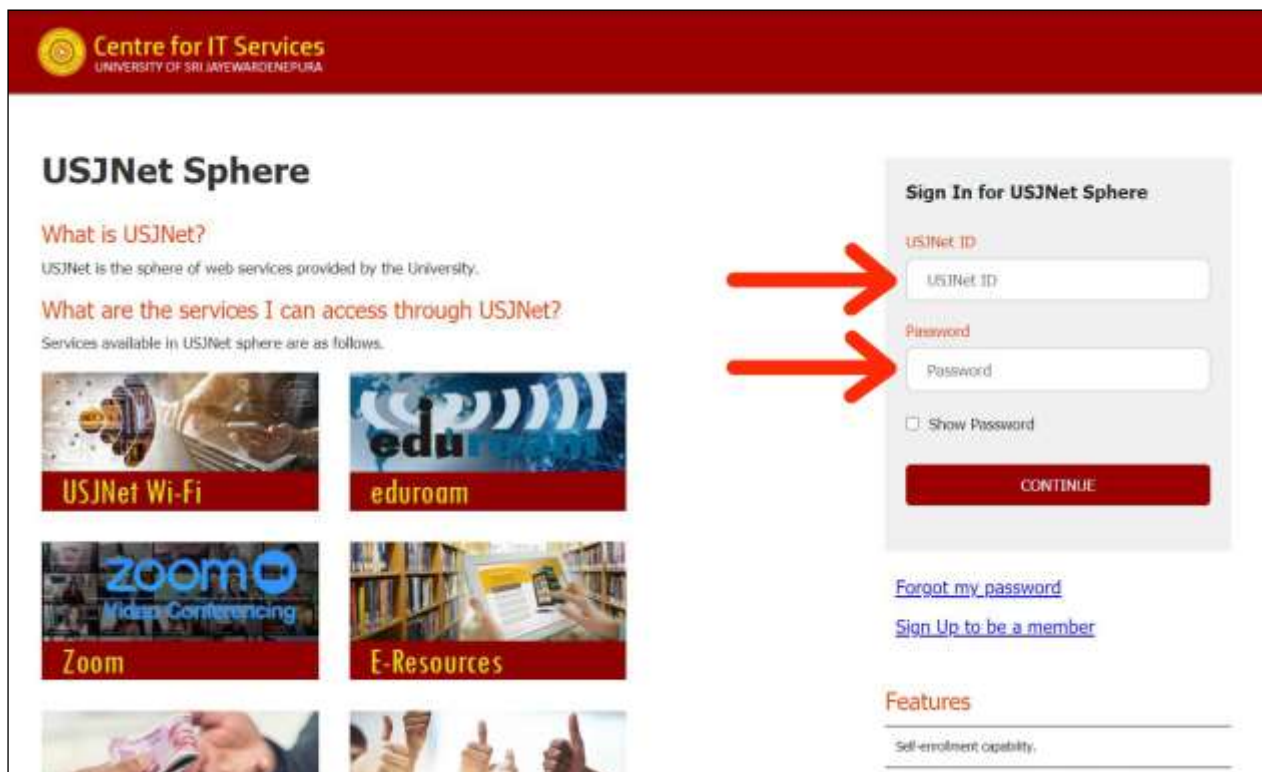 Centre for IT Services
UNIVERSITY OF SRI JAYEWARDENEPURA
USJNet Sphere
What is USJNet?
USJNet is the sphere of web services provided by the University.
What are the services I can access through USJNet?
Services available in USJNet sphere are as follows.
USJNet Wi-Fi
eduroam
eduroam
zoom
Video Conferencing
Zoom
E-Resources
Sign In for USJNet Sphere
USJNet ID
USJNet ID
Password
Password
Show Password
CONTINUE
Forgot my password
Sign Up to be a member
Features
Self-enrollment capability.